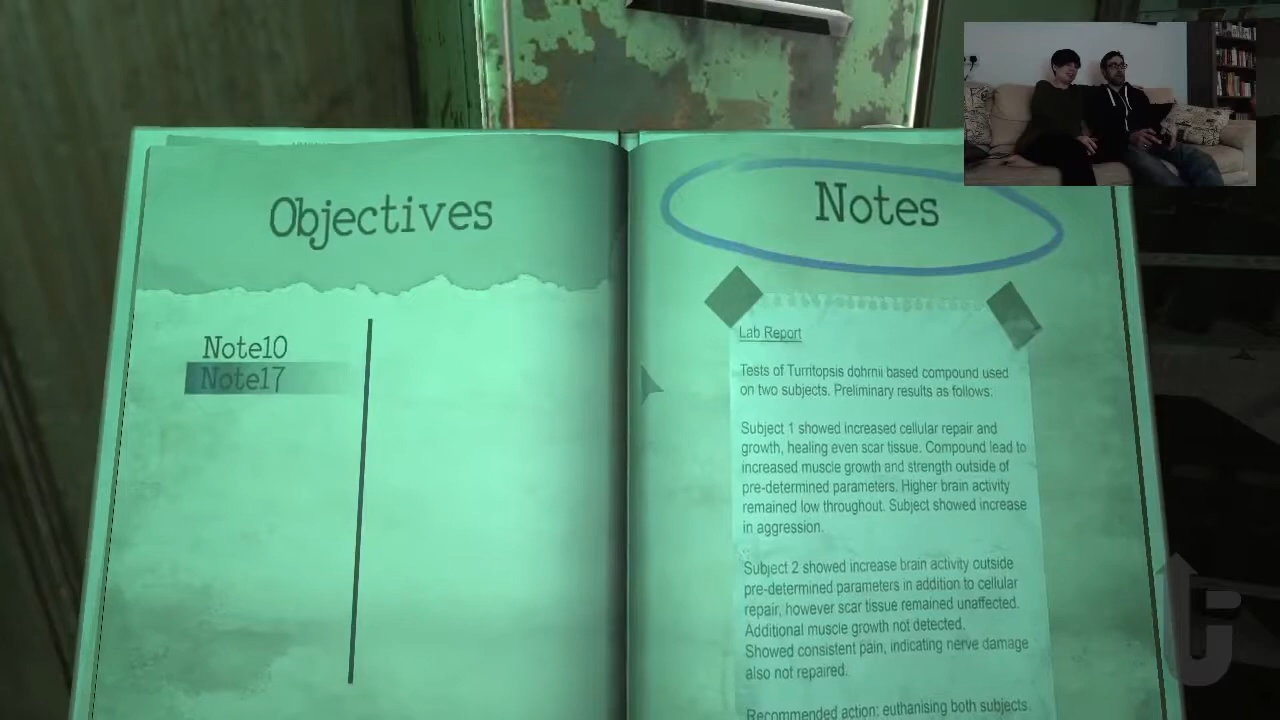 Objectives
Notes
Note10
Note17
Lab Report
Tests of Turritopsis dohrnii based compound used
on two subjects. Preliminary results as follows:
Subject 1 showed increased cellular repair and
growth, healing even scar tissue. Compound lead to
increased muscle growth and strength outside of
pre-determined parameters. Higher brain activity
remained low throughout. Subject showed increase
in aggression.
Subject 2 showed increase brain activity outside
pre-determined parameters in addition to cellular
repair, however scar tissue remained unaffected.
Additional muscle growth not detected.
Showed consistent pain, indicating nerve damage
also not repaired.
Recommended action: euthanising both subjects.